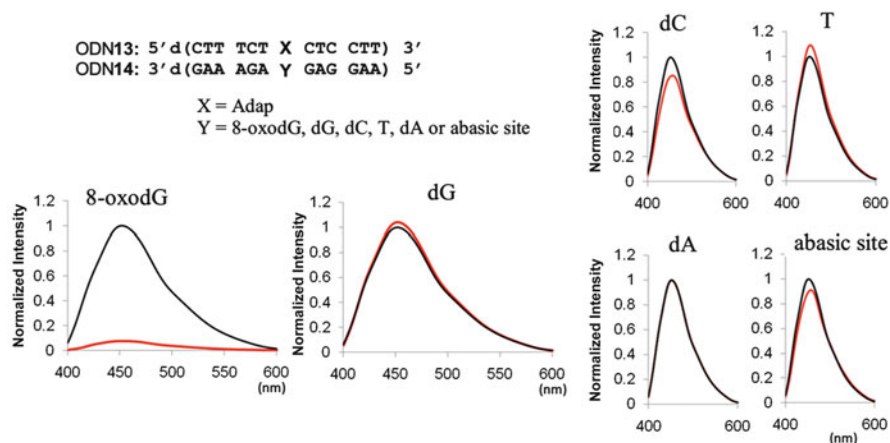 ODN13: 5'd(CTT TCT X CTC CTT) 3'
ODN14: 3'd(GAA AGA Y GAG GAA) 5'
X = Adap
Y = 8-oxodG, dG, dC, T, dA or abasic site
8-oxodG
Normalized Intensity
1.2
1
0.8
0.6
0.4
0.2
0
400 450 500 550 600
(nm)
dG
Normalized Intensity
1.2
1
0.8
0.6
0.4
0.2
0
400 450 500 550 600
(nm)
dC
Normalized Intensity
1.2
1
0.8
0.6
0.4
0.2
0
400 600
T
Normalized Intensity
1.2
1
0.8
0.6
0.4
0.2
0
400 600
dA
Normalized Intensity
1.2
1
0.8
0.6
0.4
0.2
0
400 600
abasic site
Normalized Intensity
1.2
1
0.8
0.6
0.4
0.2
0
400 600
(nm)